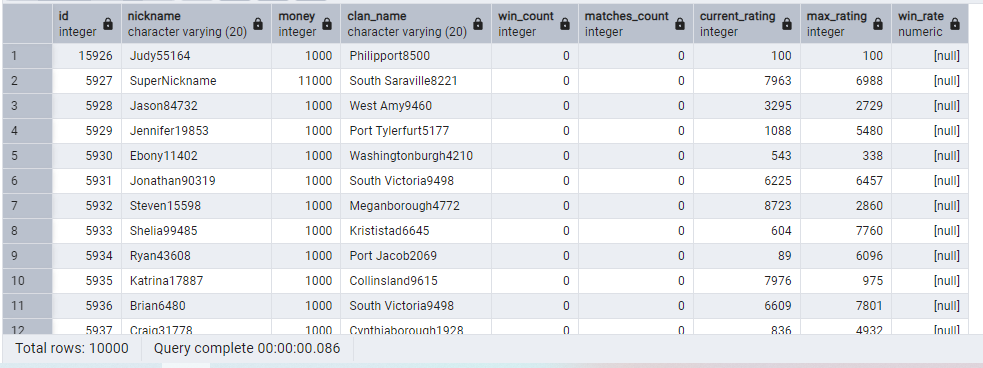 id nickname money clan_name win_count matches_count current_rating max_rating win_rate
integer character varying (20) integer character varying (20) integer integer integer integer numeric
1 15926 Judy55164 1000 Philipport8500 0 0 100 100 [null]
2 5927 SuperNickname 11000 South Saraville8221 0 0 7963 6988 [null]
3 5928 Jason84732 1000 West Amy9460 0 0 3295 2729 [null]
4 5929 Jennifer19853 1000 Port Tylerfurt5177 0 0 1088 5480 [null]
5 5930 Ebony11402 1000 Washingtonburgh4210 0 0 543 338 [null]
6 5931 Jonathan90319 1000 South Victoria9498 0 0 6225 6457 [null]
7 5932 Steven15598 1000 Meganborough4772 0 0 8723 2860 [null]
8 5933 Shelia99485 1000 Krististad6645 0 0 604 7760 [null]
9 5934 Ryan43608 1000 Port Jacob2069 0 0 89 6096 [null]
10 5935 Katrina17887 1000 Collinsland9615 0 0 7976 975 [null]
11 5936 Brian6480 1000 South Victoria9498 0 0 6609 7801 [null]
12 5937 Craig31778 1000 Cynthiaborough1928 0 0 836 4932 [null]
Total rows: 10000 Query complete 00:00:00.086